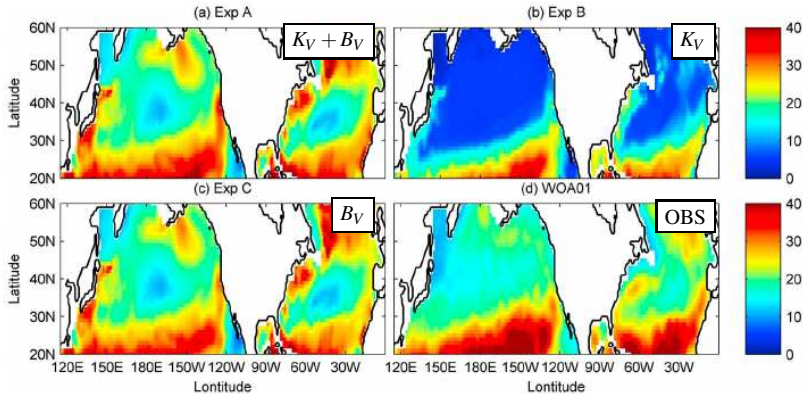 (a) Exp A
(b) Exp B
K_V + B_V
K_V
60N
50N
40N
30N
20N
Latitude
40
30
20
10
0
(c) Exp C
(d) WOA01
B_V
OBS
60N
50N
40N
30N
20N
Latitude
40
30
20
10
0
120E 150E 180E 150W 120W 90W 60W 30W
120E 150E 180E 150W 120W 90W 60W 30W
Lontitude
Lontitude